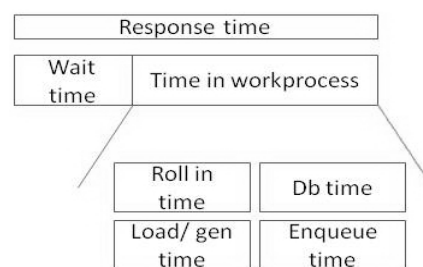 Response time
Wait
time
Time in workprocess
Roll in
time
Db time
Load/ gen
time
Enqueue
time